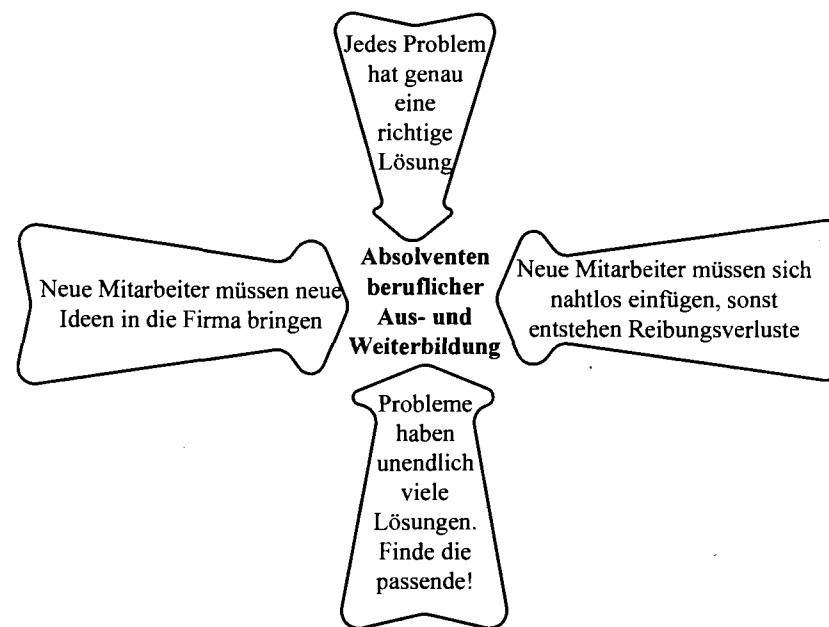 Jedes Problem
hat genau
eine
richtige
Lösung
Neue Mitarbeiter müssen neue
Ideen in die Firma bringen
Absolventen
beruflicher
Aus- und
Weiterbildung
Neue Mitarbeiter müssen sich
nahtlos einfügen, sonst
entstehen Reibungsverluste
Probleme
haben
unendlich
viele
Lösungen.
Finde die
passende!